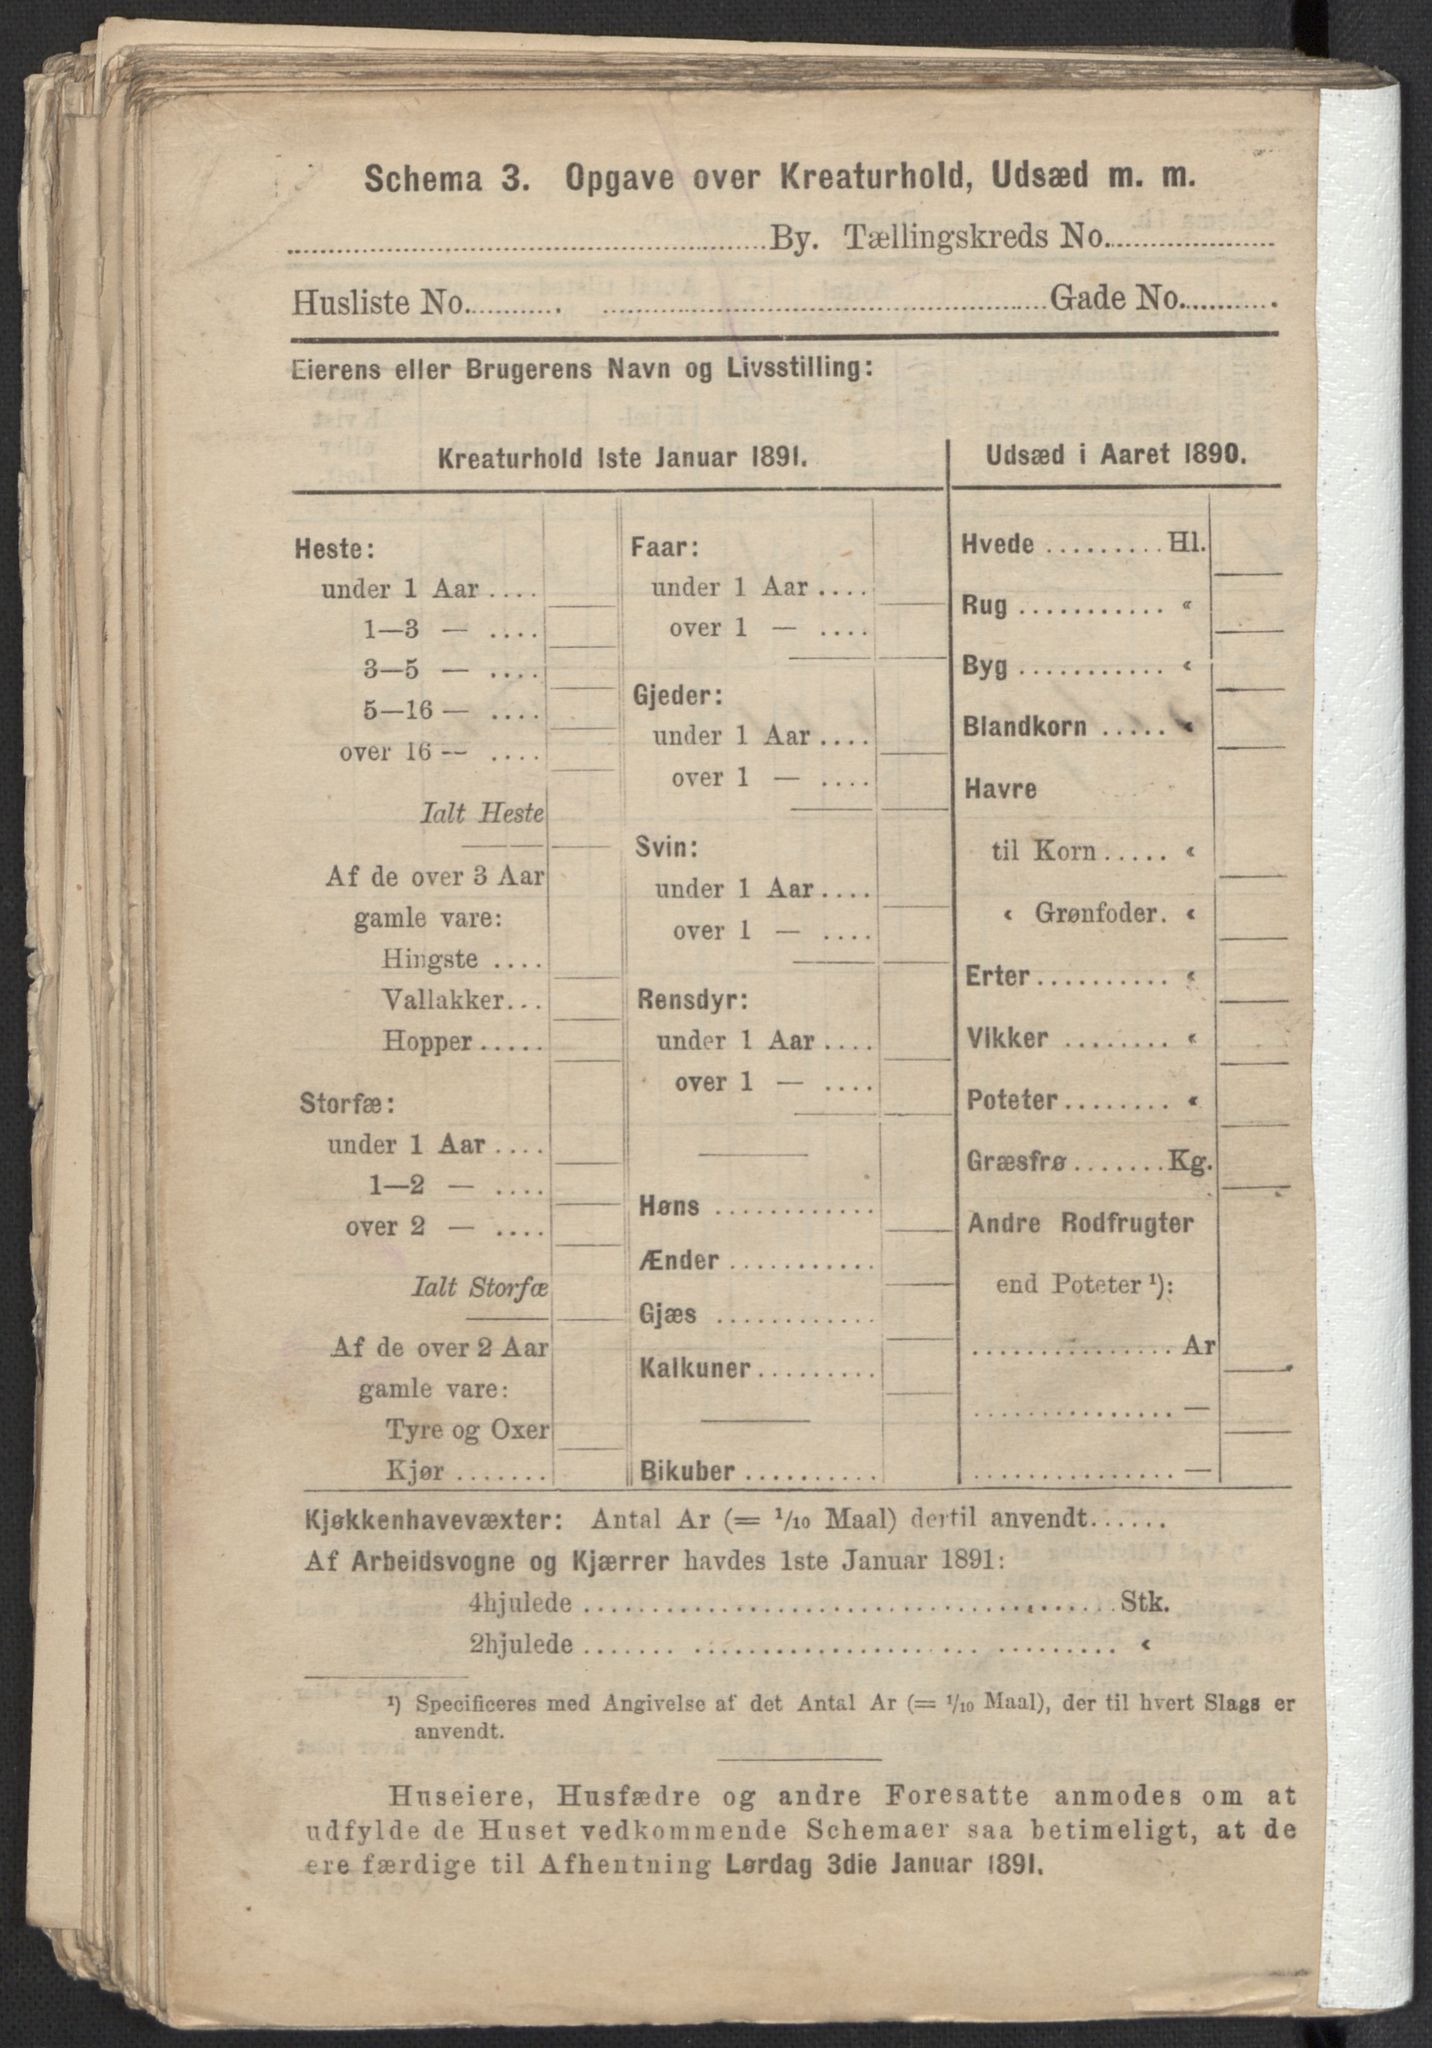 Schema 3. Opgave over Kreaturhold, Udsæd m. m.
By. Tællingskreds No.
Husliste No. Gade No.
Eierens eller Brugerens Navn og Livsstilling:
Kreaturhold 1ste Januar 1891.
Heste:
under 1 Aar ....
1—3 — ....
3—5 — ....
5—16 — ....
over 16 — ....
Ialt Heste
Af de over 3 Aar
gamle vare:
Hingste ....
Vallakker...
Hopper .....
Storfæ:
under 1 Aar ....
1—2 — ....
over 2 — ....
Ialt Storfæ
Af de over 2 Aar
gamle vare:
Tyre og Oxer
Kjør .......
Faar:
under 1 Aar ....
over 1 — ....
Gjeder:
under 1 Aar ....
over 1 — ....
Svin:
under 1 Aar ....
over 1 — ....
Rensdyr:
under 1 Aar ....
over 1 — ....
Høns ............
Ænder ...........
Gjæs ............
Kalkuner.........
Bikuber ..........
Udsæd i Aaret 1890.
Hvede ......... Hl.
Rug ........... «
Byg ........... «
Blandkorn ..... «
Havre
til Korn ..... «
« Grønfoder. «
Erter .......... «
Vikker ........ «
Poteter ........ «
Græsfrø ....... Kg.
Andre Rodfrugter
end Poteter ¹):
............... Ar
............... —
............... —
Kjøkkenhavevæxter: Antal Ar (= 1/10 Maal) dertil anvendt......
Af Arbeidsvogne og Kjærrer havdes 1ste Januar 1891:
4hjulede ........................................ Stk.
2hjulede ........................................ «
¹) Specificeres med Angivelse af det Antal Ar (= 1/10 Maal), der til hvert Slags er
anvendt.
Huseiere, Husfædre og andre Foresatte anmodes om at
udfylde de Huset vedkommende Schemaer saa betimeligt, at de
ere færdige til Afhentning Lørdag 3die Januar 1891.